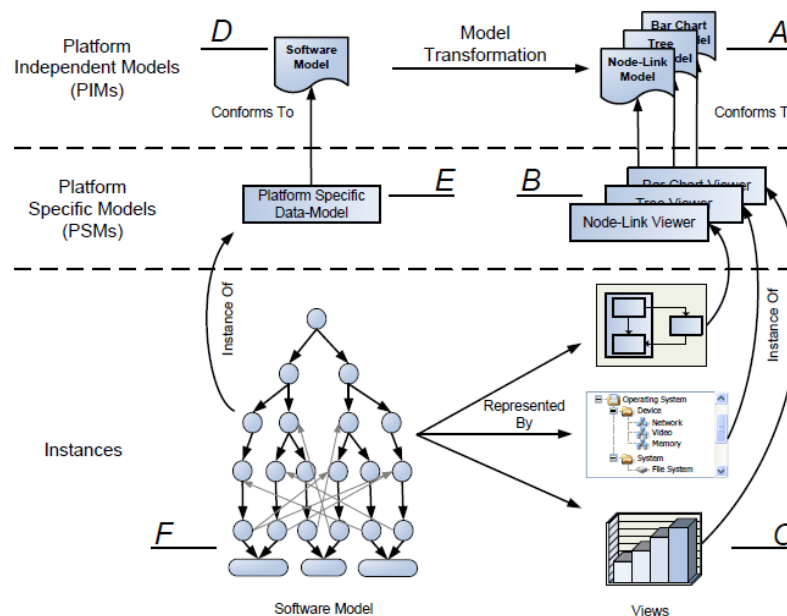 D
A
Platform
Independent Models
(PIMs)
Software
Model
Model
Transformation
Bar Chart
Tree
Node-Link
Model
Conforms To
Conforms T
Platform
Specific Models
(PSMs)
E
B
Platform Specific
Data-Model
Bar Chart Viewer
Tree Viewer
Node-Link Viewer
Instance Of
Instance Of
Instances
Represented
By
Operating System
Device
Network
Video
Memory
System
File System
F
C
Software Model
Views